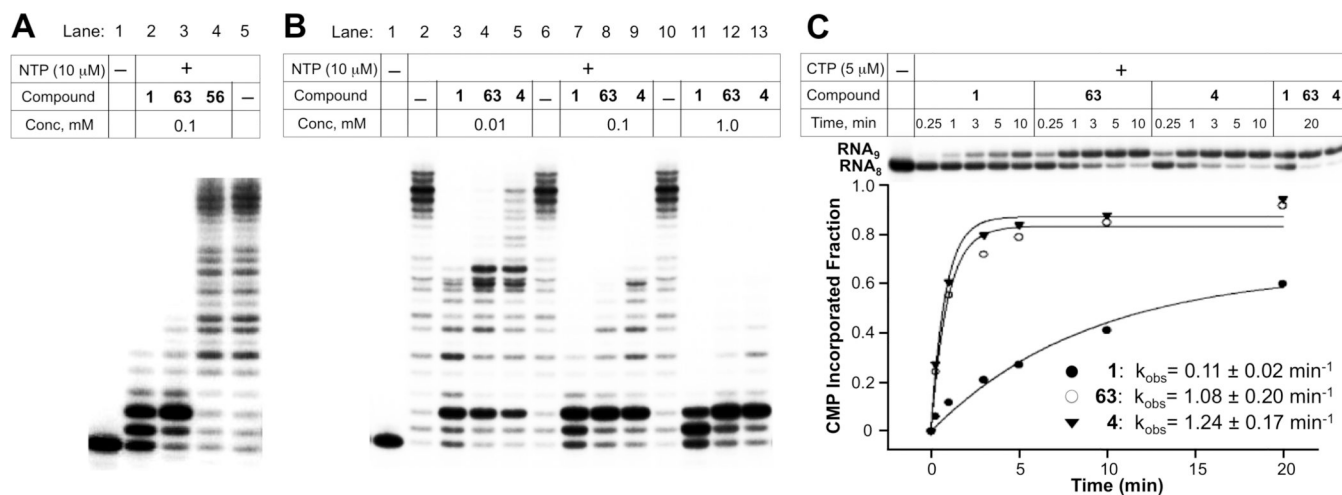 A Lane: 1 2 3 4 5
NTP (10 μM) – +
Compound 1 63 56 –
Conc, mM 0.1
B Lane: 1 2 3 4 5 6 7 8 9 10 11 12 13
NTP (10 μM) – +
Compound – 1 63 4 – 1 63 4 – 1 63 4
Conc, mM 0.01 0.1 1.0
C
CTP (5 μM) – +
Compound 1 63 4 1 63 4
Time, min 0.25 1 3 5 10 0.25 1 3 5 10 0.25 1 3 5 10 20
RNA₉
RNA₈
1.0
0.8
0.6
0.4
0.2
0.0
CMP Incorporated Fraction
● 1: kobs= 0.11 ± 0.02 min⁻¹
○ 63: kobs= 1.08 ± 0.20 min⁻¹
▼ 4: kobs= 1.24 ± 0.17 min⁻¹
0 5 10 15 20
Time (min)